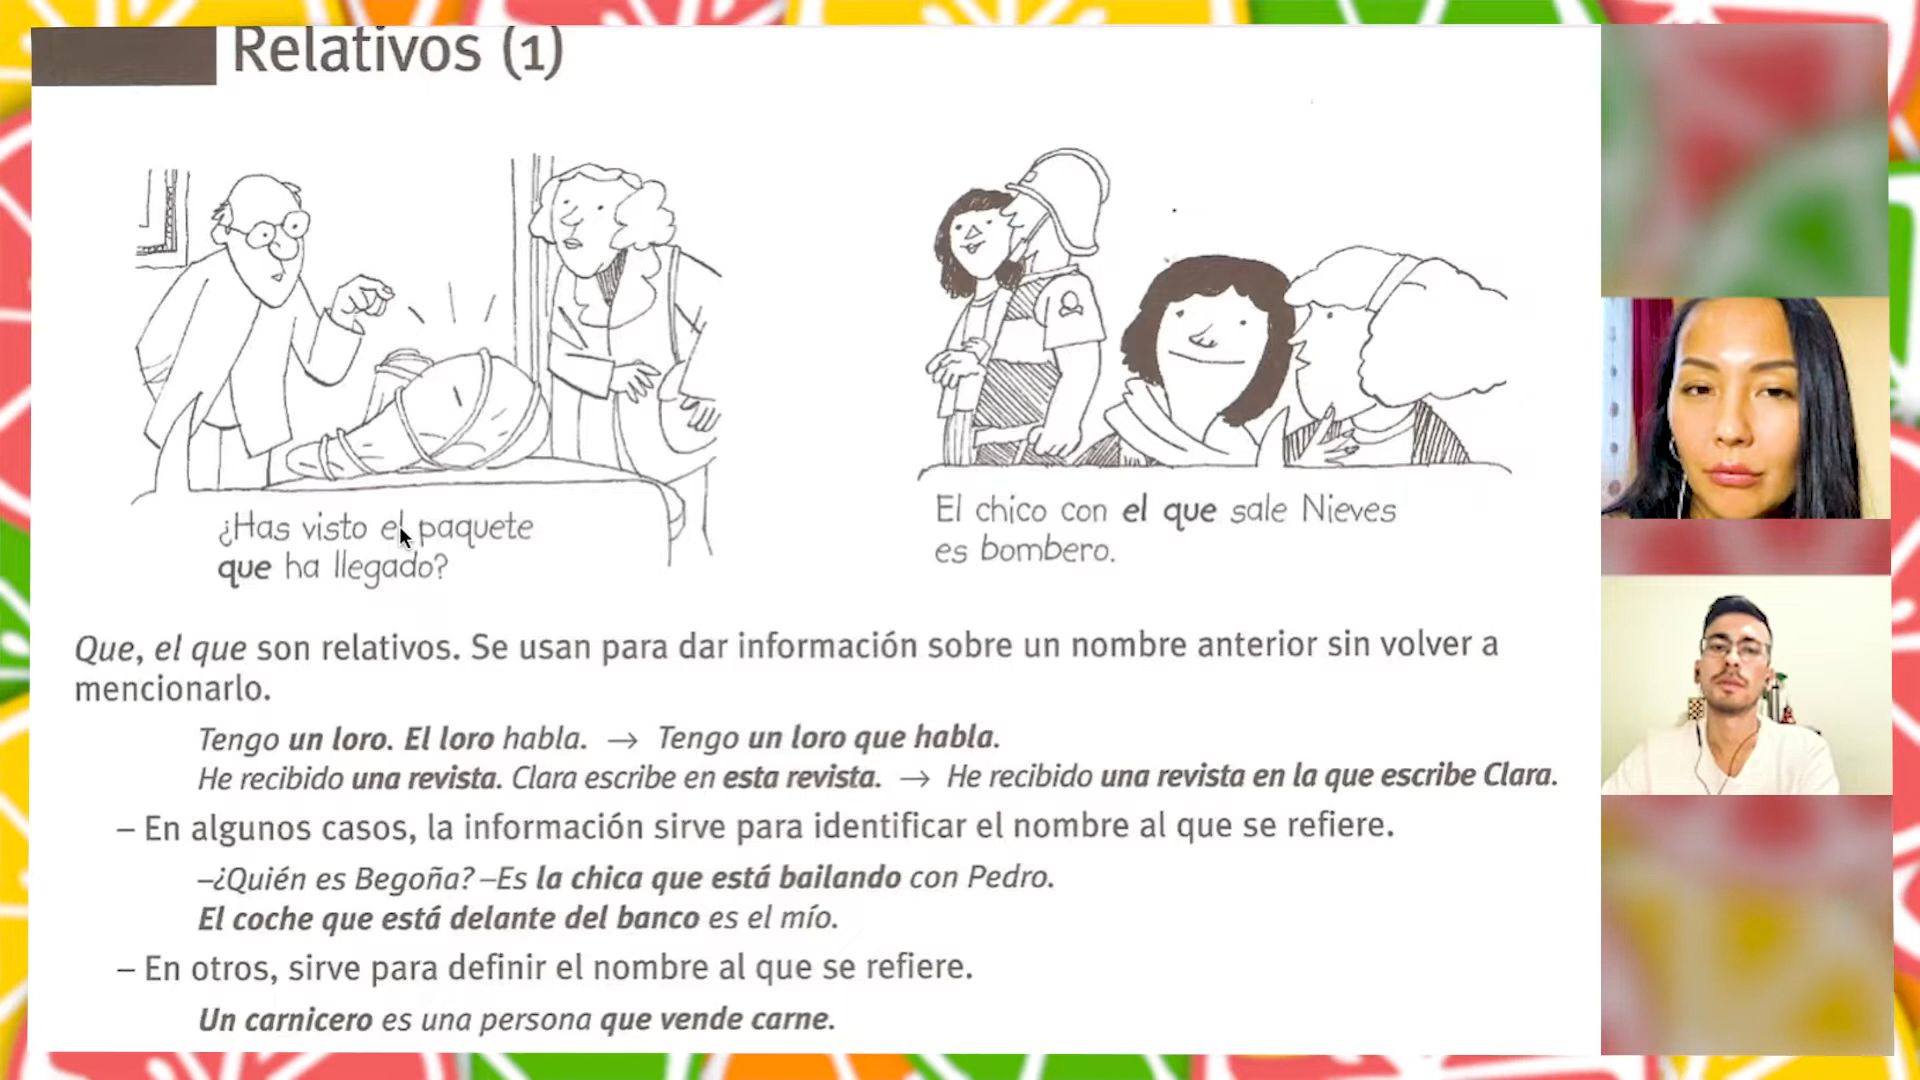 Relativos (1)
¿Has visto el paquete
que ha llegado?
El chico con el que sale Nieves
es bombero.
Que, el que son relativos. Se usan para dar información sobre un nombre anterior sin volver a
mencionarlo.
Tengo un loro. El loro habla. → Tengo un loro que habla.
He recibido una revista. Clara escribe en esta revista. → He recibido una revista en la que escribe Clara.
– En algunos casos, la información sirve para identificar el nombre al que se refiere.
–¿Quién es Begoña? –Es la chica que está bailando con Pedro.
El coche que está delante del banco es el mío.
– En otros, sirve para definir el nombre al que se refiere.
Un carnicero es una persona que vende carne.